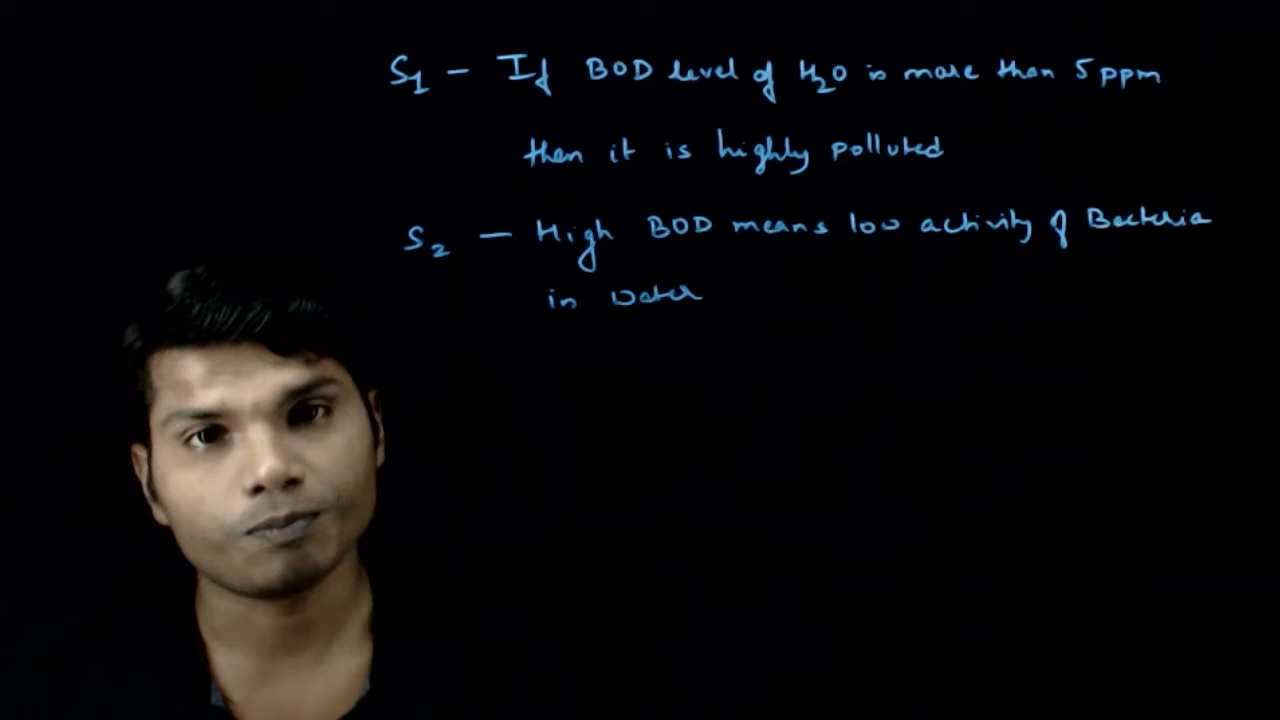 S1 - If BOD level of H2O is more than 5 ppm
then it is highly polluted
S2 - High BOD means low activity of Bacteria
in water